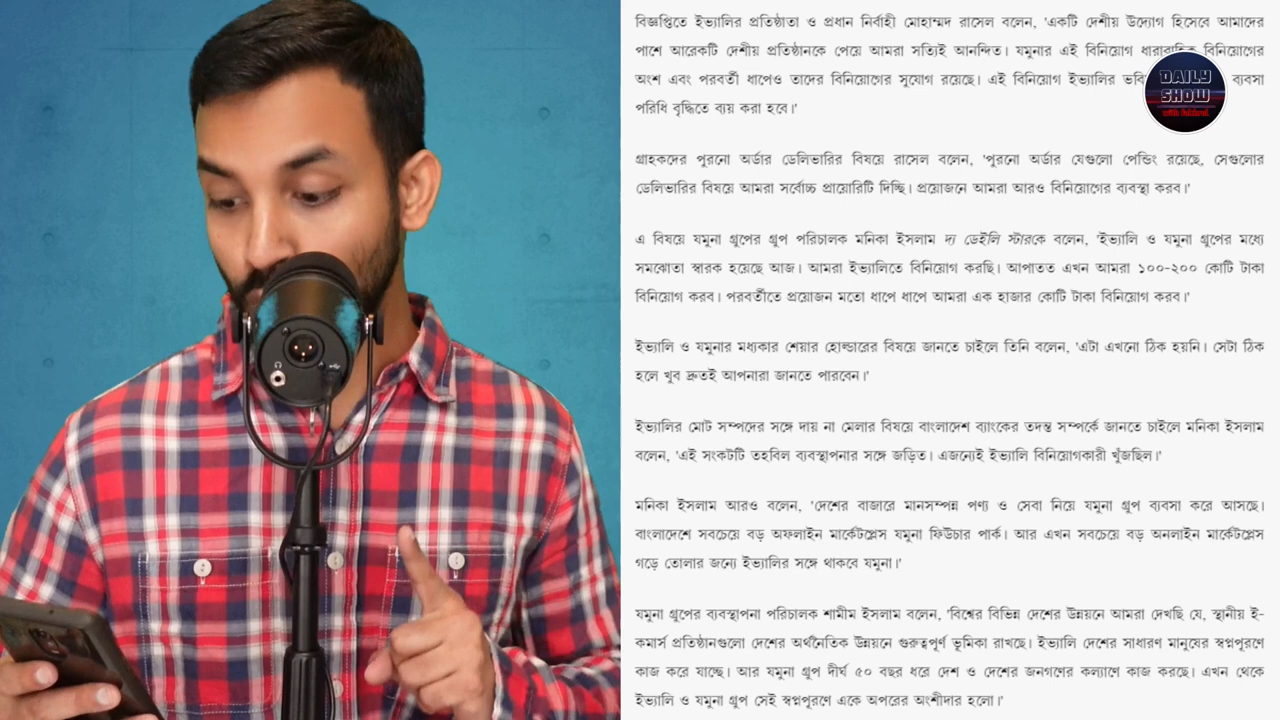 বিজ্ঞপ্তিতে ইভ্যালির প্রতিষ্ঠাতা ও প্রধান নির্বাহী মোহাম্মদ রাসেল বলেন, 'একটি দেশীয় উদ্যোগ হিসেবে আমাদের
পাশে আরেকটি দেশীয় প্রতিষ্ঠানকে পেয়ে আমরা সত্যিই আনন্দিত। যমুনার এই বিনিয়োগ ধারাবাহিক বিনিয়োগের
অংশ এবং পরবর্তী ধাপেও তাদের বিনিয়োগের সুযোগ রয়েছে। এই বিনিয়োগ ইভ্যালির ব্যবসা
পরিধি বৃদ্ধিতে ব্যয় করা হবে।'
গ্রাহকদের পুরনো অর্ডার ডেলিভারির বিষয়ে রাসেল বলেন, 'পুরনো অর্ডার যেগুলো পেন্ডিং রয়েছে, সেগুলোর
ডেলিভারির বিষয়ে আমরা সর্বোচ্চ প্রায়োরিটি দিচ্ছি। প্রয়োজনে আমরা আরও বিনিয়োগের ব্যবস্থা করব।'
এ বিষয়ে যমুনা গ্রুপের গ্রুপ পরিচালক মনিকা ইসলাম দ্য ডেইলি স্টারকে বলেন, 'ইভ্যালি ও যমুনা গ্রুপের মধ্যে
সমঝোতা স্বারক হয়েছে আজ। আমরা ইভ্যালিতে বিনিয়োগ করছি। আপাতত এখন আমরা ১০০-২০০ কোটি টাকা
বিনিয়োগ করব। পরবর্তীতে প্রয়োজন মতো ধাপে ধাপে আমরা এক হাজার কোটি টাকা বিনিয়োগ করব।'
ইভ্যালি ও যমুনার মধ্যকার শেয়ার হোল্ডারের বিষয়ে জানতে চাইলে তিনি বলেন, 'এটা এখনো ঠিক হয়নি। সেটা ঠিক
হলে খুব দ্রুতই আপনারা জানতে পারবেন।'
ইভ্যালির মোট সম্পদের সঙ্গে দায় না মেলার বিষয়ে বাংলাদেশ ব্যাংকের তদন্ত সম্পর্কে জানতে চাইলে মনিকা ইসলাম
বলেন, 'এই সংকটটি তহবিল ব্যবস্থাপনার সঙ্গে জড়িত। এজন্যেই ইভ্যালি বিনিয়োগকারী খুঁজছিল।'
মনিকা ইসলাম আরও বলেন, 'দেশের বাজারে মানসম্পন্ন পণ্য ও সেবা নিয়ে যমুনা গ্রুপ ব্যবসা করে আসছে।
বাংলাদেশে সবচেয়ে বড় অফলাইন মার্কেটপ্লেস যমুনা ফিউচার পার্ক। আর এখন সবচেয়ে বড় অনলাইন মার্কেটপ্লেস
গড়ে তোলার জন্যে ইভ্যালির সঙ্গে থাকবে যমুনা।'
যমুনা গ্রুপের ব্যবস্থাপনা পরিচালক শামীম ইসলাম বলেন, 'বিশ্বের বিভিন্ন দেশের উন্নয়নে আমরা দেখছি যে, স্থানীয় ই-
কমার্স প্রতিষ্ঠানগুলো দেশের অর্থনৈতিক উন্নয়নে গুরুত্বপূর্ণ ভূমিকা রাখছে। ইভ্যালি দেশের সাধারণ মানুষের স্বপ্নপূরণে
কাজ করে যাচ্ছে। আর যমুনা গ্রুপ দীর্ঘ ৫০ বছর ধরে দেশ ও দেশের জনগণের কল্যাণে কাজ করছে। এখন থেকে
ইভ্যালি ও যমুনা গ্রুপ সেই স্বপ্নপূরণে একে অপরের অংশীদার হলো।'
DAILY
SHOW